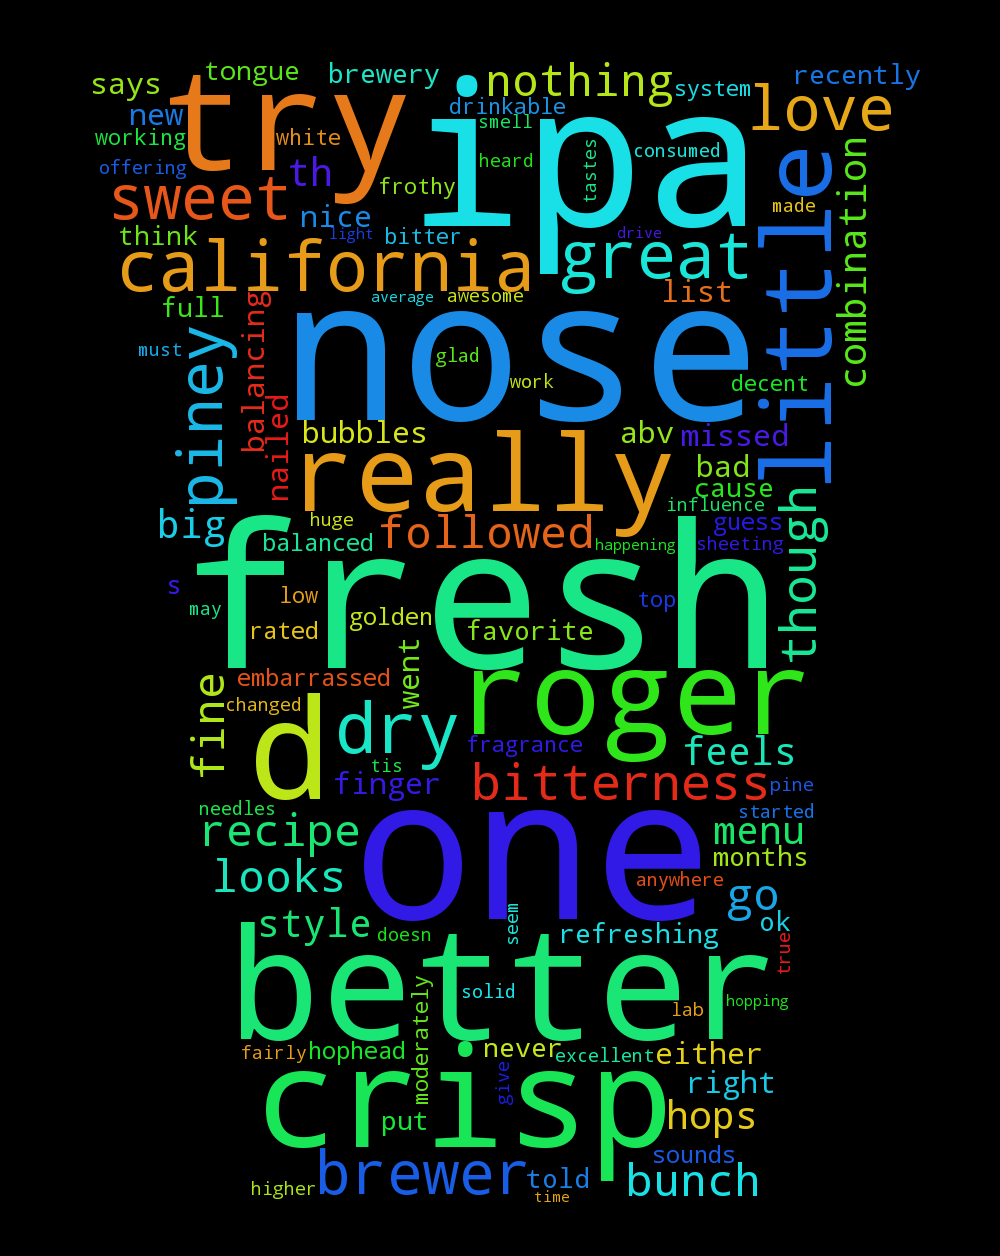 says
tongue
brewery
nothing
system
recently
new
try
ipa
drinkable
love
working
white
smell
heard
tastes
consumed
offering
sweet
th
frothy
made
little
combination
nice
light
bitter
drive
think
california
great
full
average
awesome
list
must
piney
balancing
nose
glad
work
decent
nailed
bubbles
abv
missed
really
bad
cause
influence
big
huge
followed
guess
though
balanced
happening
sheeting
fresh
s
may
low
golden
top
rated
favorite
embarrassed
went
roger
fine
changed
d
dry
fragrance
feels
tis
finger
bitterness
pine
needles
started
recipe
one
menu
months
looks
anywhere
go
style
doesn
seem
refreshing
ok
true
better
moderately
solid
lab
hopping
fairly
hophead
never
excellent
either
crisp
give
right
put
hops
brewer
sounds
higher
told
bunch
time